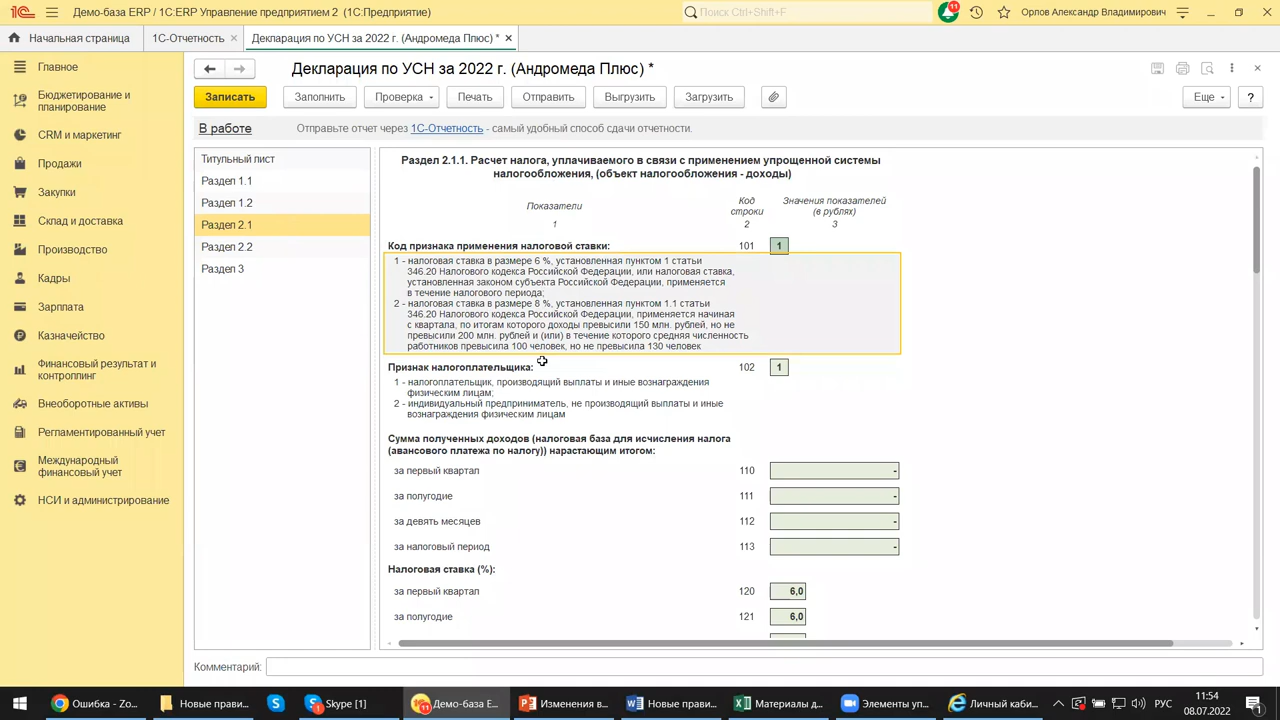 Демо-база ERP / 1С:ERP Управление предприятием 2 (1С:Предприятие)
Поиск Ctrl+Shift+F
11
Орлов Александр Владимирович
Начальная страница
1С-Отчетность ×
Декларация по УСН за 2022 г. (Андромеда Плюс) * ×
Главное
Бюджетирование и
планирование
CRM и маркетинг
Продажи
Закупки
Склад и доставка
Производство
Кадры
Зарплата
Казначейство
Финансовый результат и
контроллинг
Внеоборотные активы
Регламентированный учет
Международный
финансовый учет
НСИ и администрирование
Декларация по УСН за 2022 г. (Андромеда Плюс) *
Записать
Заполнить
Проверка
Печать
Отправить
Выгрузить
Загрузить
Еще
?
В работе
Отправьте отчет через 1С-Отчетность - самый удобный способ сдачи отчетности.
Титульный лист
Раздел 1.1
Раздел 1.2
Раздел 2.1
Раздел 2.2
Раздел 3
Раздел 2.1.1. Расчет налога, уплачиваемого в связи с применением упрощенной системы
налогообложения, (объект налогообложения - доходы)
Показатели
Код
строки
Значения показателей
(в рублях)
1 2 3
Код признака применения налоговой ставки: 101 1
1 - налоговая ставка в размере 6 %, установленная пунктом 1 статьи
346.20 Налогового кодекса Российской Федерации, или налоговая ставка,
установленная законом субъекта Российской Федерации, применяется
в течение налогового периода;
2 - налоговая ставка в размере 8 %, установленная пунктом 1.1 статьи
346.20 Налогового кодекса Российской Федерации, применяется начиная
с квартала, по итогам которого доходы превысили 150 млн. рублей, но не
превысили 200 млн. рублей и (или) в течение которого средняя численность
работников превысила 100 человек, но не превысила 130 человек
Признак налогоплательщика: 102 1
1 - налогоплательщик, производящий выплаты и иные вознаграждения
физическим лицам;
2 - индивидуальный предприниматель, не производящий выплаты и иные
вознаграждения физическим лицам
Сумма полученных доходов (налоговая база для исчисления налога
(авансового платежа по налогу)) нарастающим итогом:
за первый квартал 110 -
за полугодие 111 -
за девять месяцев 112 -
за налоговый период 113 -
Налоговая ставка (%):
за первый квартал 120 6,0
за полугодие 121 6,0
Комментарий:
Ошибка - Zo...
Новые прави...
Skype [1]
Демо-база E...
Изменения в...
Новые прави...
Материалы д...
Элементы уп...
Личный каби...
РУС
11:54
08.07.2022